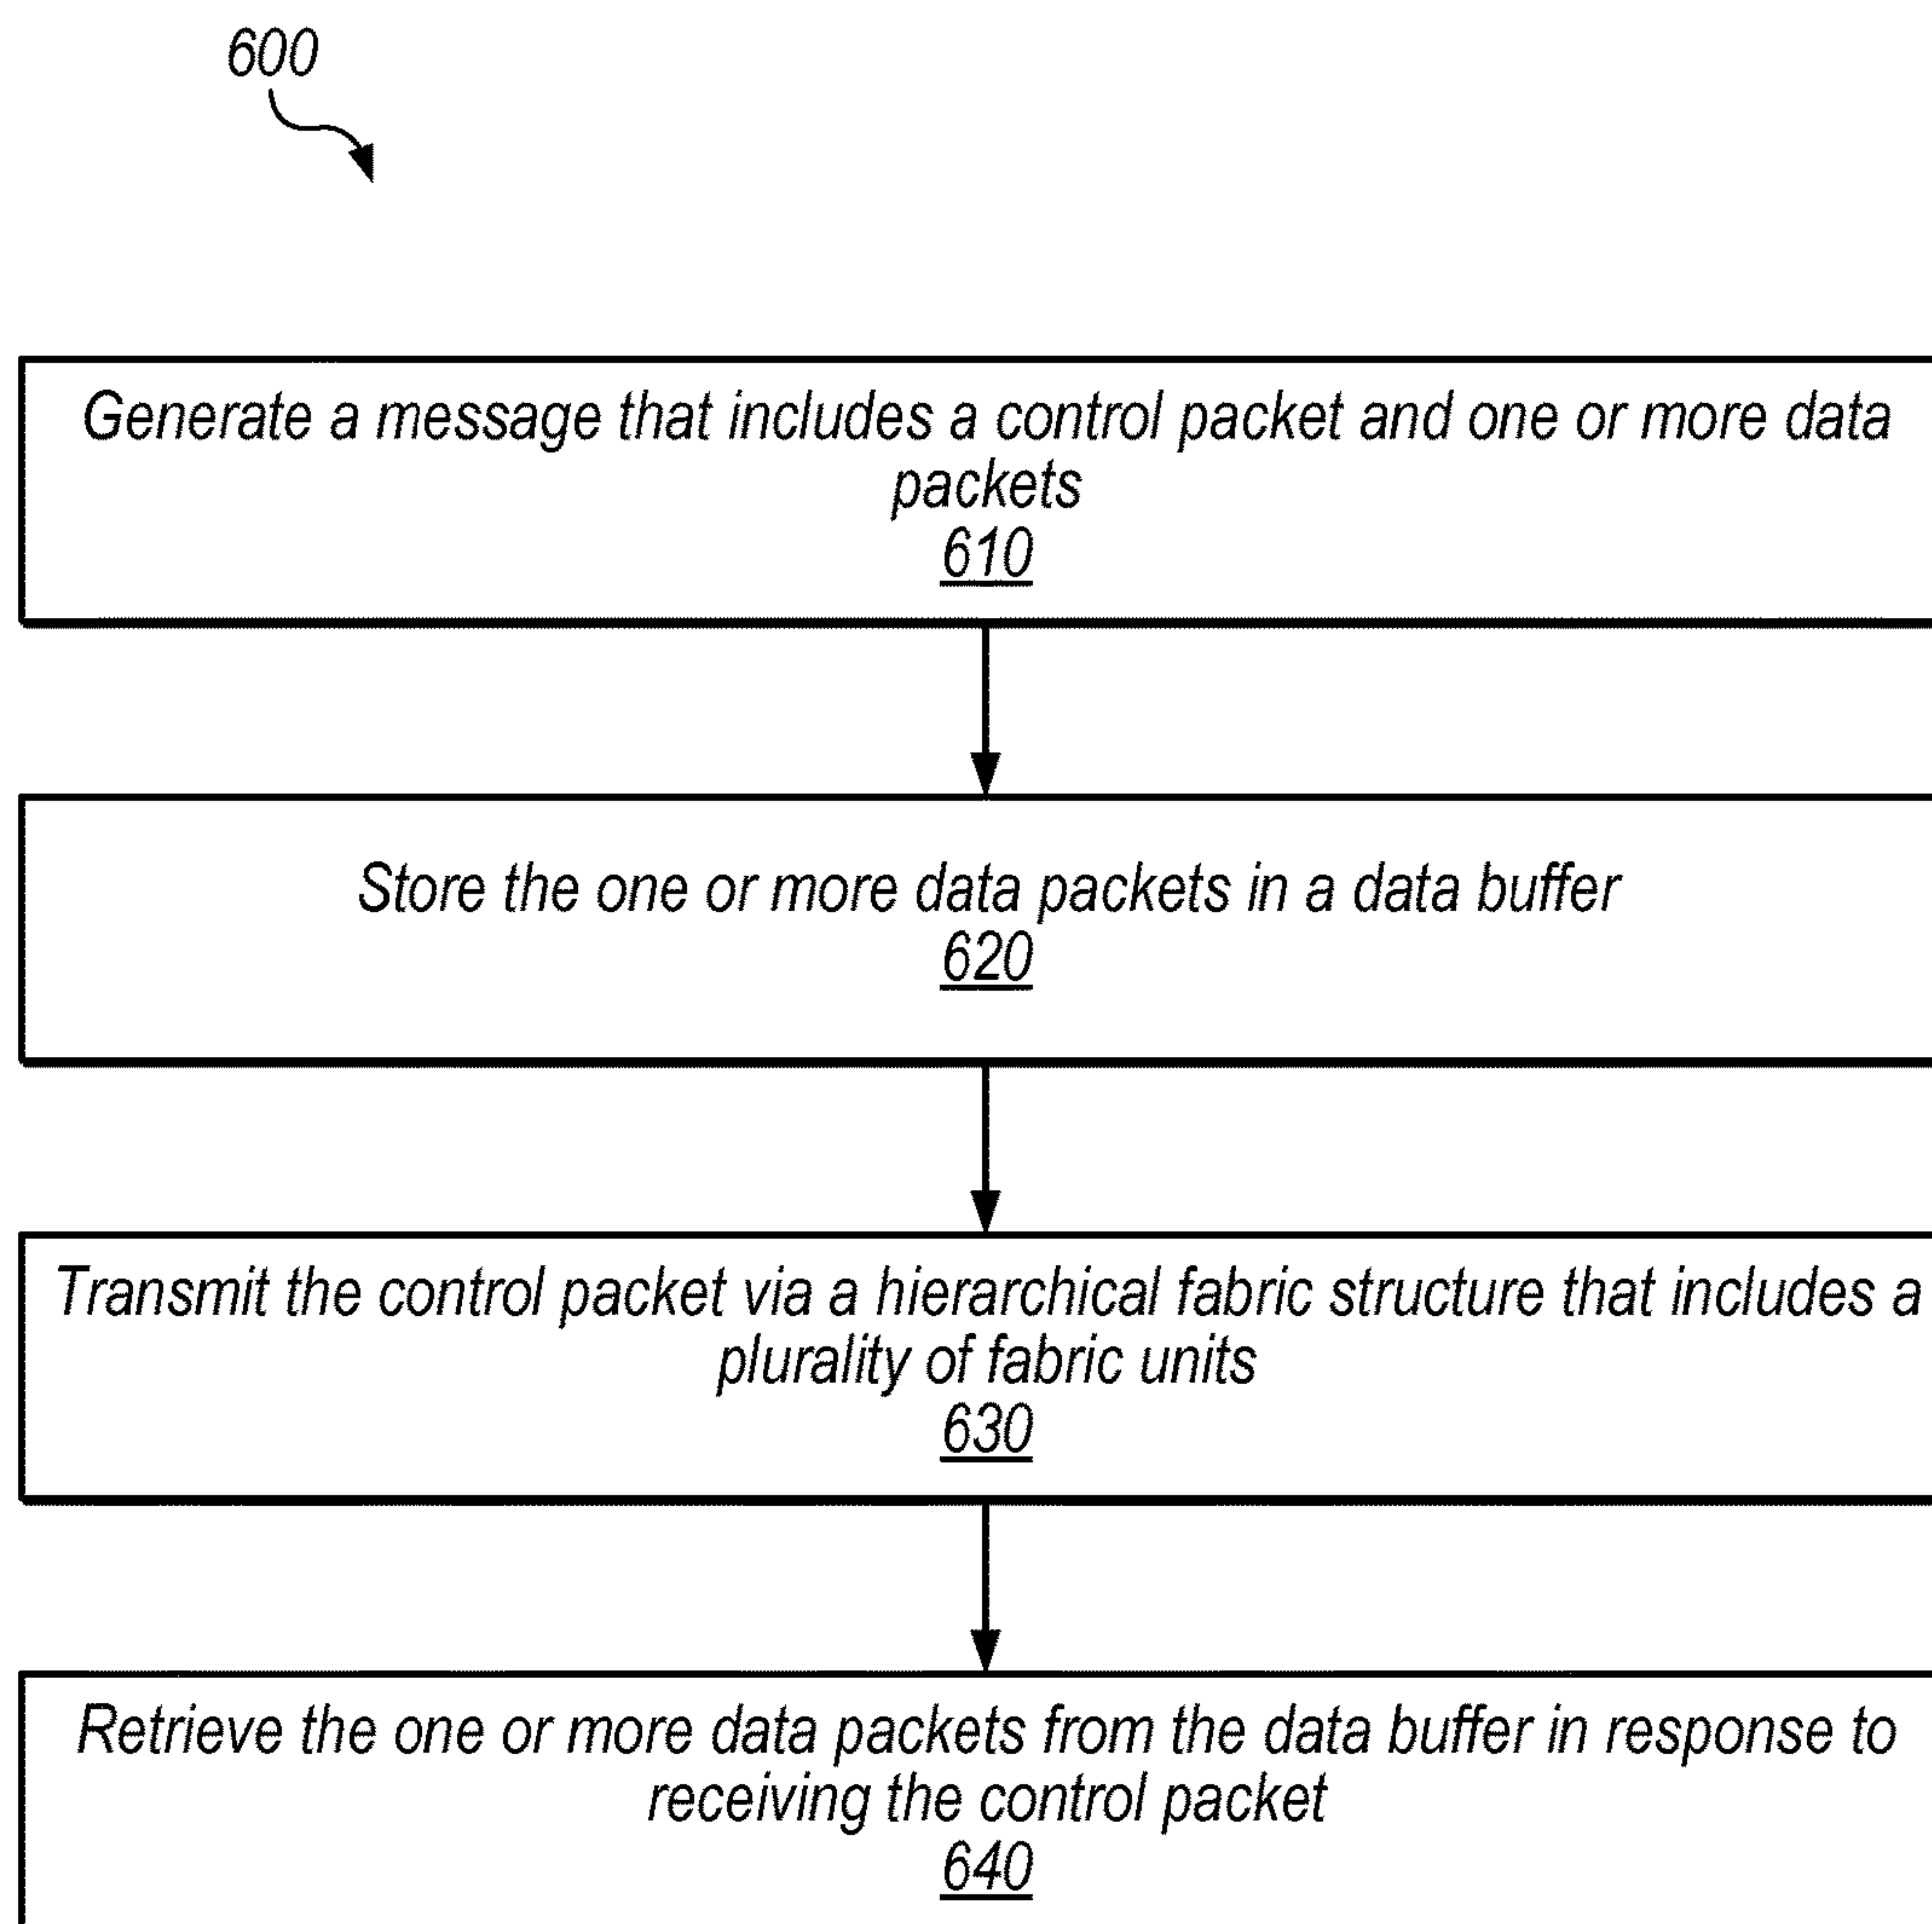 600
Generate a message that includes a control packet and one or more data
packets
610
Store the one or more data packets in a data buffer
620
Transmit the control packet via a hierarchical fabric structure that includes a
plurality of fabric units
630
Retrieve the one or more data packets from the data buffer in response to
receiving the control packet
640